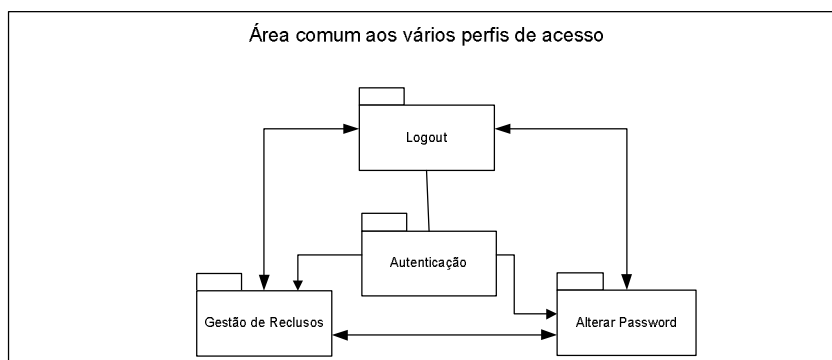 Área comum aos vários perfis de acesso
Logout
Autenticação
Gestão de Reclusos
Alterar Password